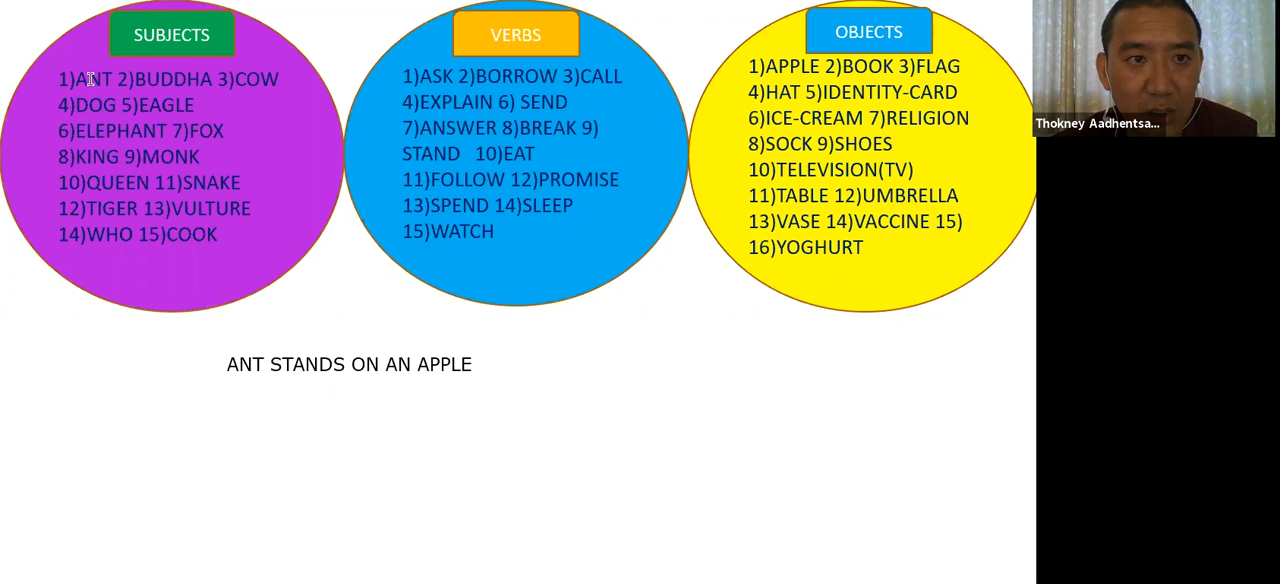 SUBJECTS
1)ANT 2)BUDDHA 3)COW
4)DOG 5)EAGLE
6)ELEPHANT 7)FOX
8)KING 9)MONK
10)QUEEN 11)SNAKE
12)TIGER 13)VULTURE
14)WHO 15)COOK
VERBS
1)ASK 2)BORROW 3)CALL
4)EXPLAIN 6) SEND
7)ANSWER 8)BREAK 9)
STAND 10)EAT
11)FOLLOW 12)PROMISE
13)SPEND 14)SLEEP
15)WATCH
OBJECTS
1)APPLE 2)BOOK 3)FLAG
4)HAT 5)IDENTITY-CARD
6)ICE-CREAM 7)RELIGION
8)SOCK 9)SHOES
10)TELEVISION(TV)
11)TABLE 12)UMBRELLA
13)VASE 14)VACCINE 15)
16)YOGHURT
Thokney Aadhentsa...
ANT STANDS ON AN APPLE